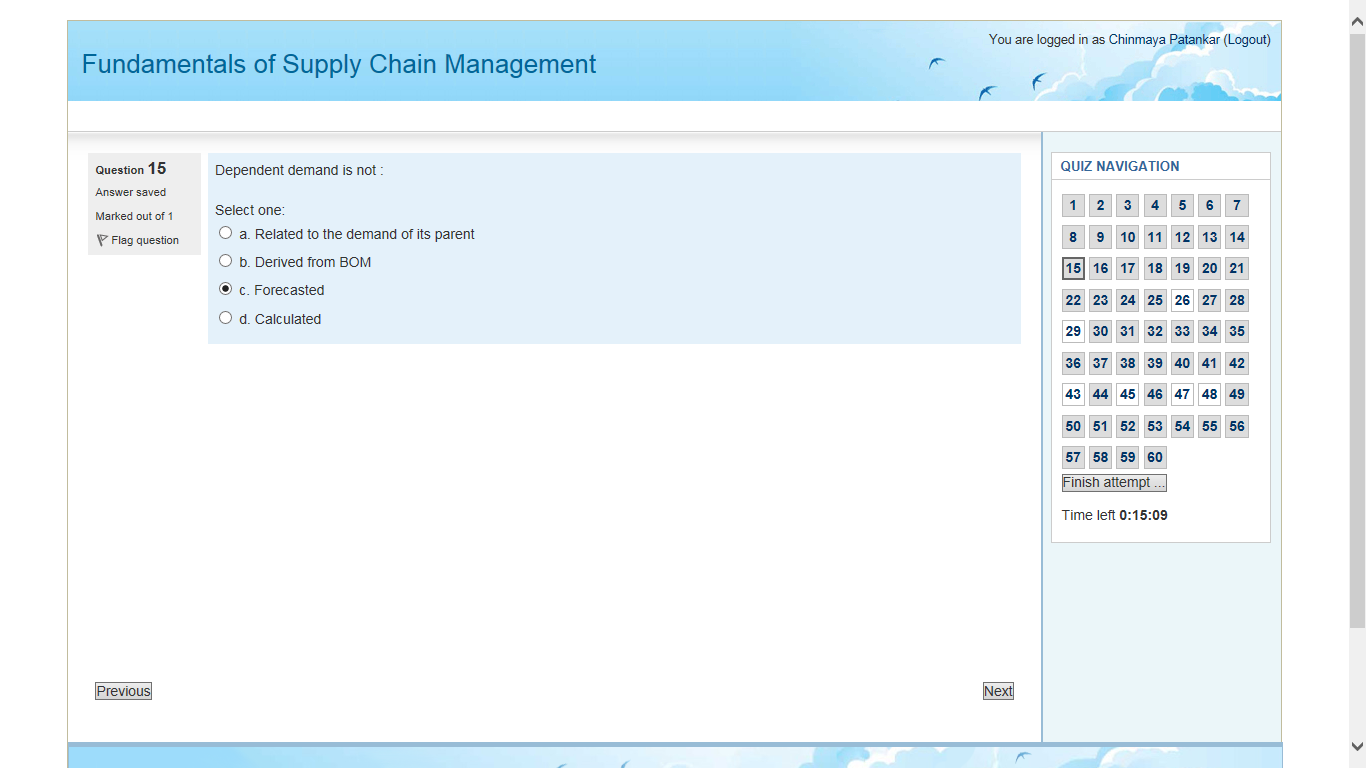 You are logged in as Chinmaya Patankar (Logout)
Fundamentals of Supply Chain Management
Question 15
Answer saved
Marked out of 1
Flag question
Dependent demand is not :
Select one:
a. Related to the demand of its parent
b. Derived from BOM
c. Forecasted
d. Calculated
Previous
Next
QUIZ NAVIGATION
1 2 3 4 5 6 7
8 9 10 11 12 13 14
15 16 17 18 19 20 21
22 23 24 25 26 27 28
29 30 31 32 33 34 35
36 37 38 39 40 41 42
43 44 45 46 47 48 49
50 51 52 53 54 55 56
57 58 59 60
Finish attempt ...
Time left 0:15:09